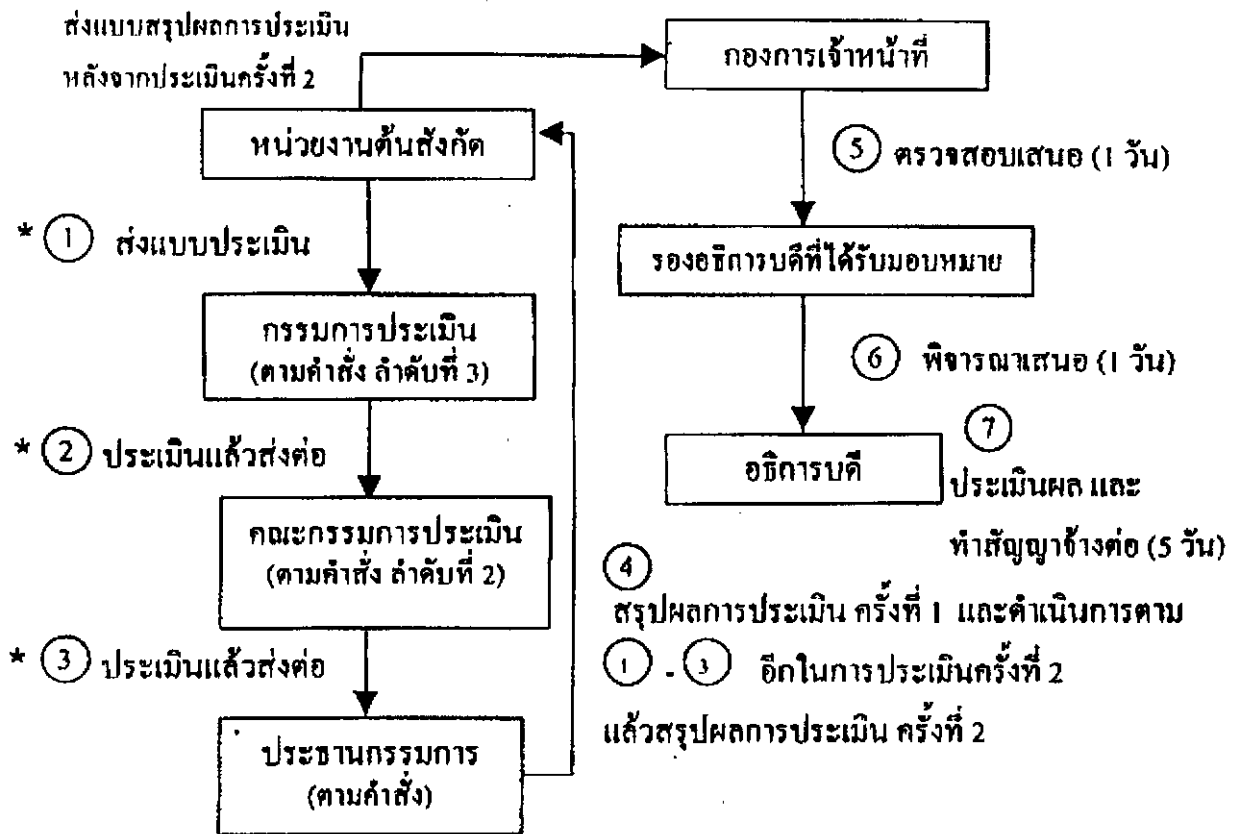 ส่งแบบสรุปผลการประเมิน
หลังจากประเมินครั้งที่ 2
กองการเจ้าหน้าที่
หน่วยงานต้นสังกัด
5 ตรวจสอบเสนอ (1 วัน)
* 1 ส่งแบบประเมิน
รองอธิการบดีที่ได้รับมอบหมาย
กรรมการประเมิน
(ตามคำสั่ง ลำดับที่ 3)
6 พิจารณาเสนอ (1 วัน)
* 2 ประเมินแล้วส่งต่อ
อธิการบดี
7
ประเมินผล และ
ทำสัญญาจ้างต่อ (5 วัน)
คณะกรรมการประเมิน
(ตามคำสั่ง ลำดับที่ 2)
4
สรุปผลการประเมิน ครั้งที่ 1 และดำเนินการตาม
1 - 3 อีกในการประเมินครั้งที่ 2
แล้วสรุปผลการประเมิน ครั้งที่ 2
* 3 ประเมินแล้วส่งต่อ
ประธานกรรมการ
(ตามคำสั่ง)